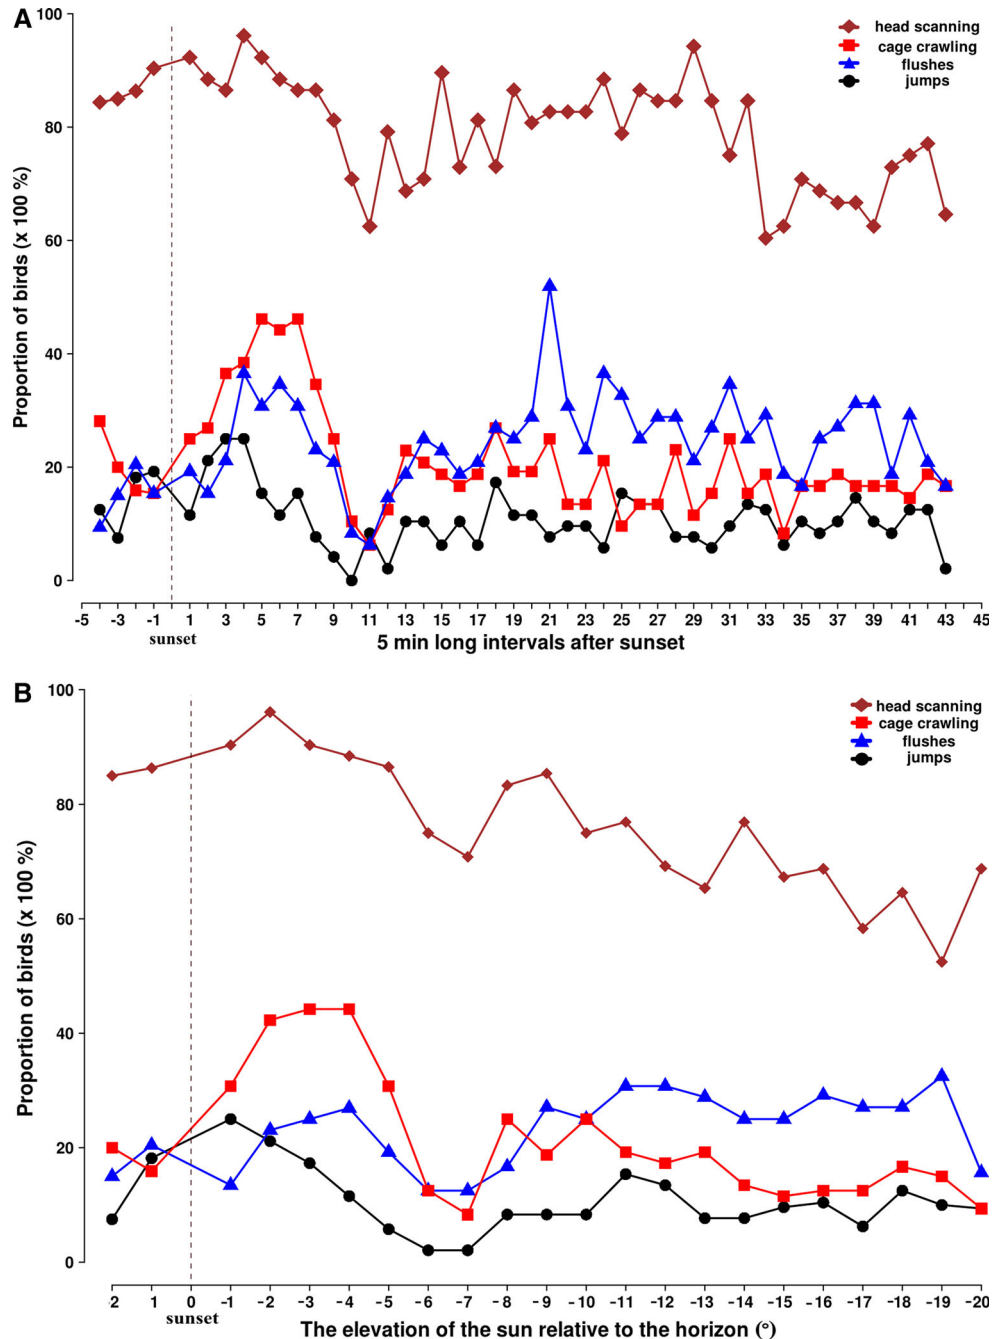 A
100
80
60
40
20
0
Proportion of birds (x 100 %)
head scanning
cage crawling
flushes
jumps
-5 -3 -1 1 3 5 7 9 11 13 15 17 19 21 23 25 27 29 31 33 35 37 39 41 43 45
sunset
5 min long intervals after sunset
B
100
80
60
40
20
0
Proportion of birds (x 100 %)
head scanning
cage crawling
flushes
jumps
-2 1 0 -1 -2 -3 -4 -5 -6 -7 -8 -9 -10 -11 -12 -13 -14 -15 -16 -17 -18 -19 -20
sunset
The elevation of the sun relative to the horizon (°)